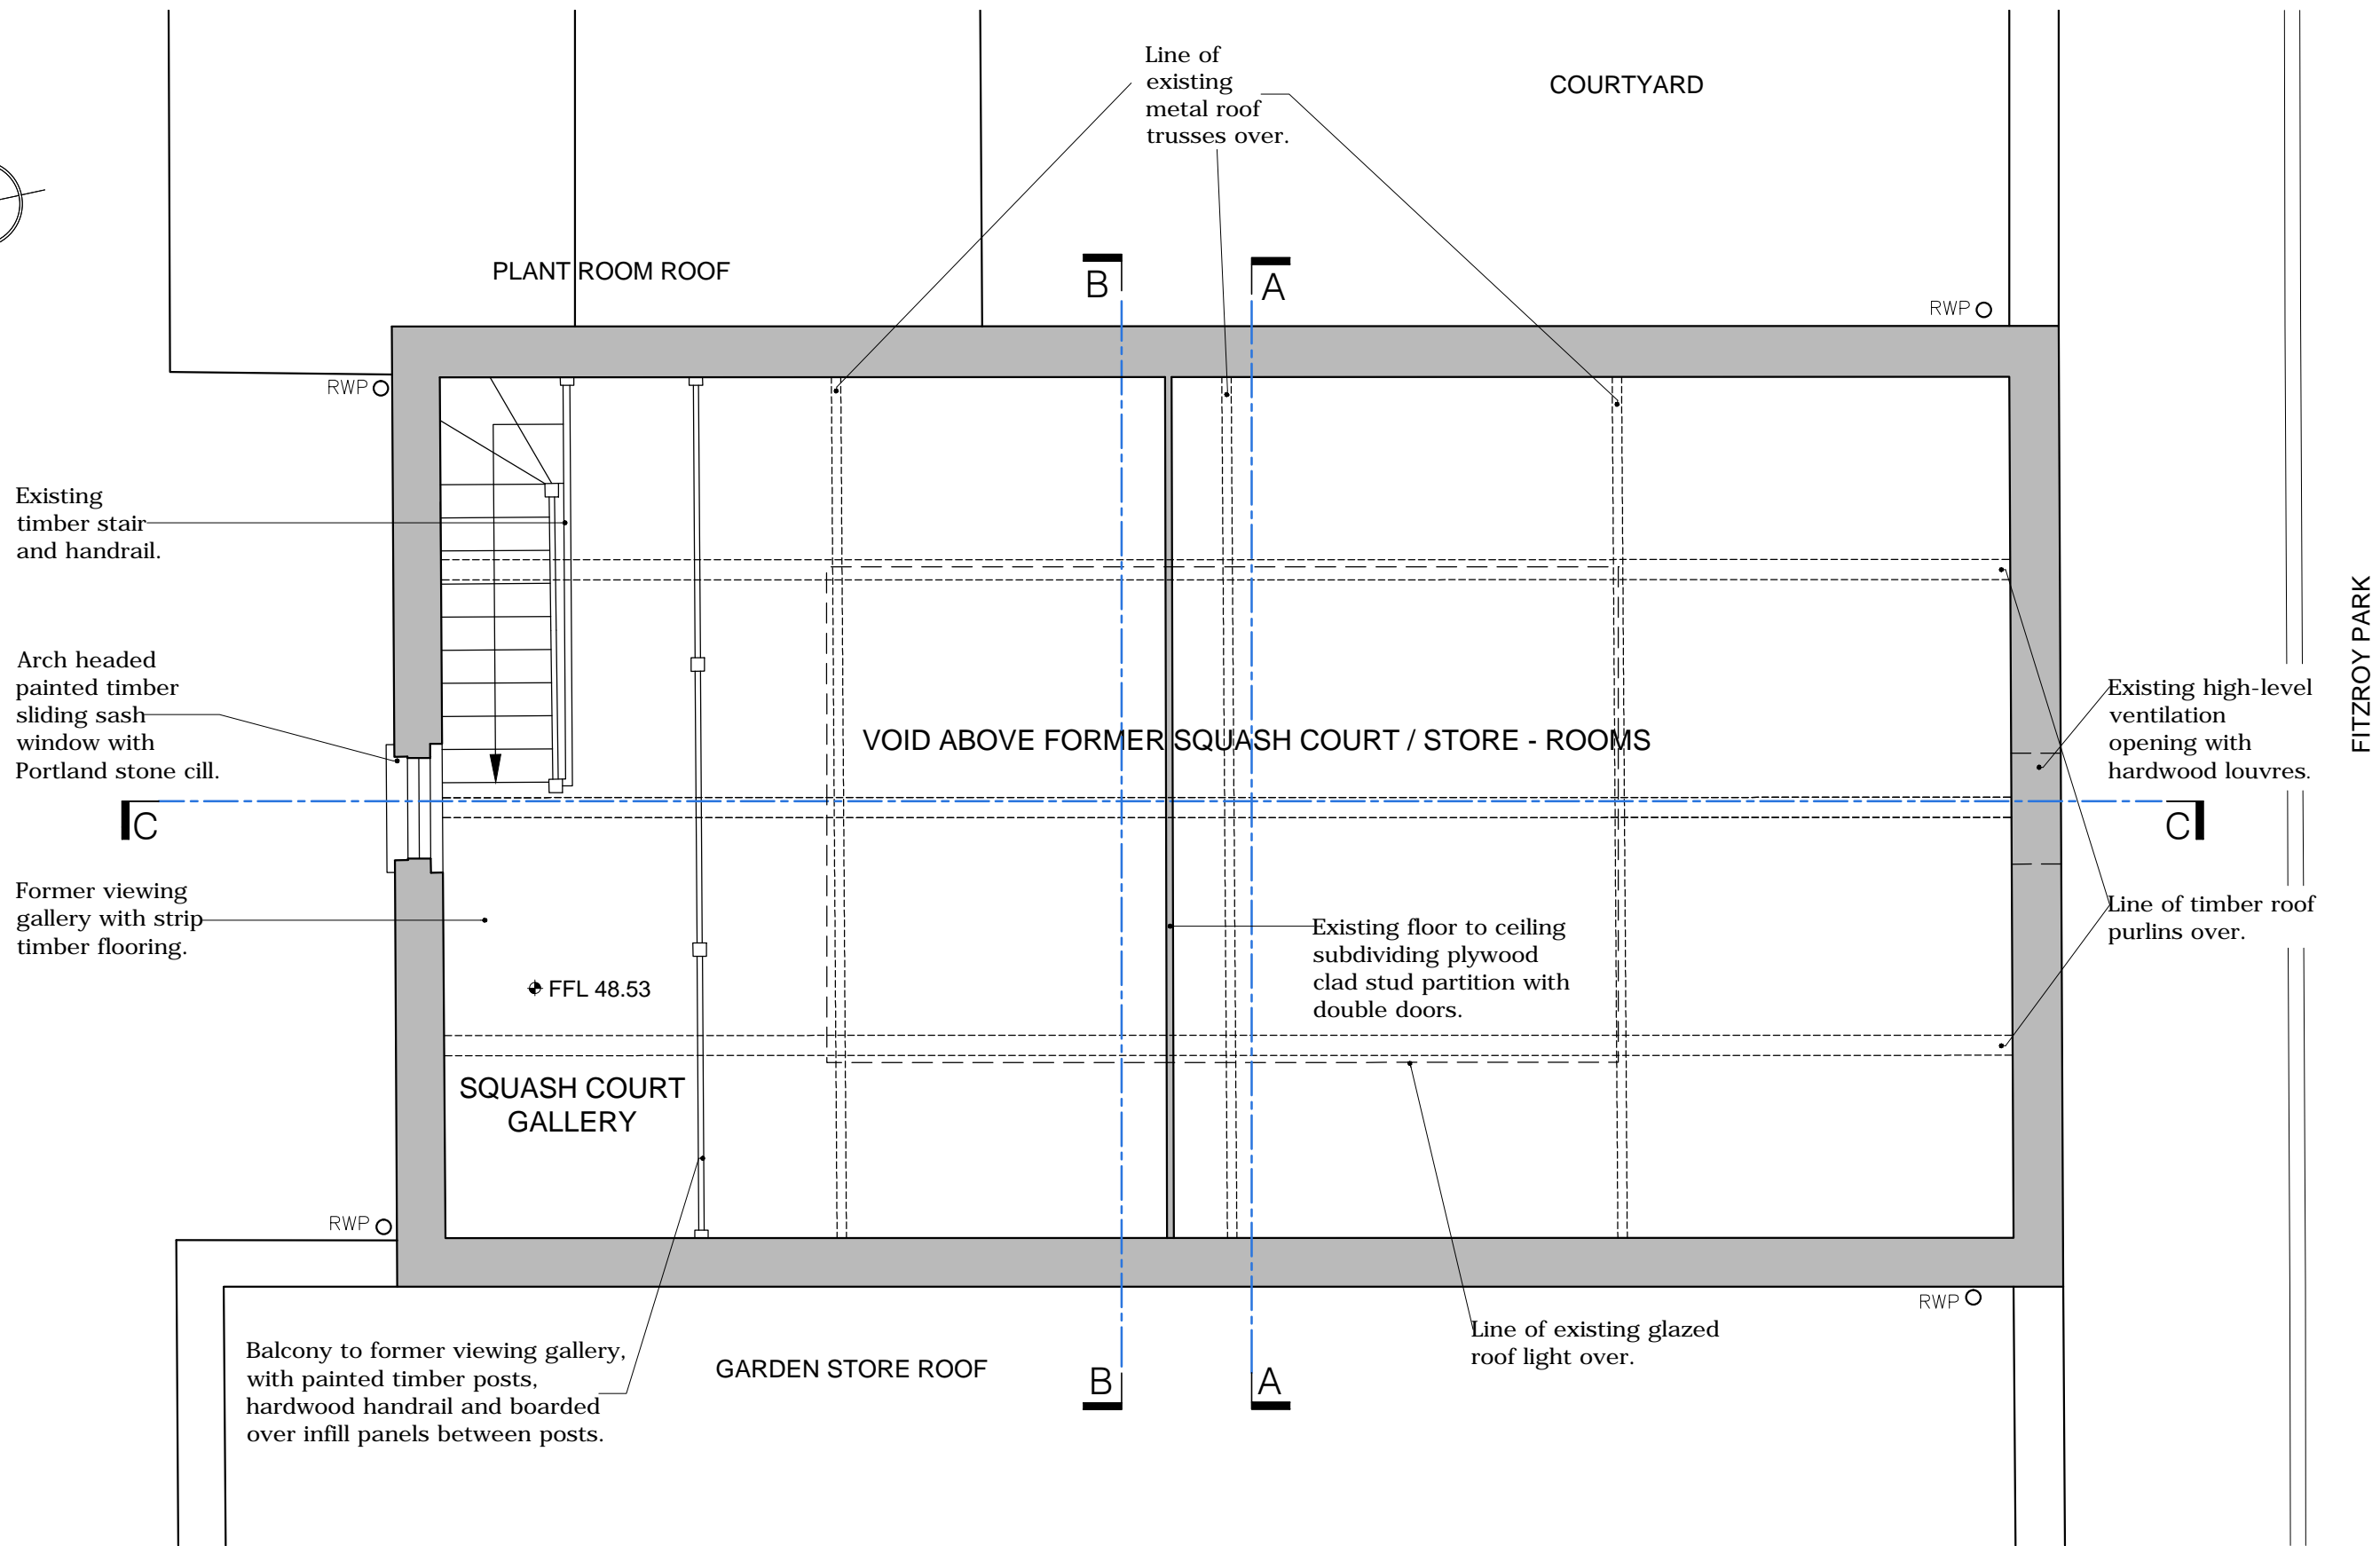 Line of
existing
metal roof
trusses over.
COURTYARD
PLANT ROOM ROOF
B
A
RWP
RWP
Existing
timber stair
and handrail.
Arch headed
painted timber
sliding sash
window with
Portland stone cill.
VOID ABOVE FORMER SQUASH COURT / STORE - ROOMS
Existing high-level
ventilation
opening with
hardwood louvres.
FITZROY PARK
C
C
Former viewing
gallery with strip
timber flooring.
Line of timber roof
purlins over.
Existing floor to ceiling
subdividing plywood
clad stud partition with
double doors.
FFL 48.53
SQUASH COURT
GALLERY
RWP
RWP
Balcony to former viewing gallery,
with painted timber posts,
hardwood handrail and boarded
over infill panels between posts.
GARDEN STORE ROOF
B
A
Line of existing glazed
roof light over.